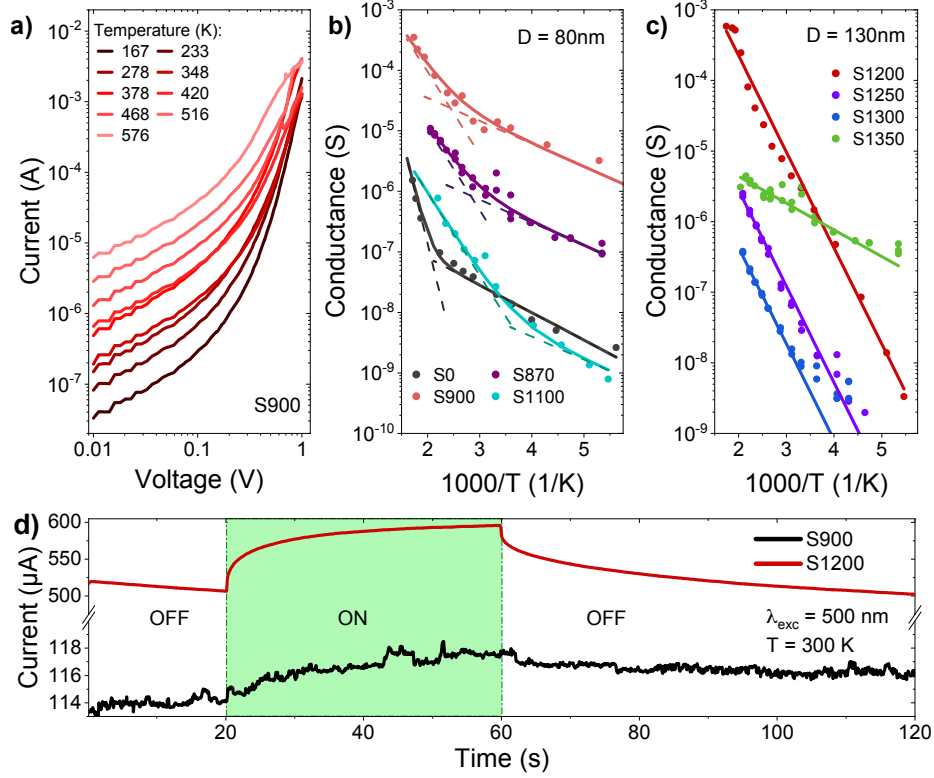 a)
Temperature (K):
167 233
278 348
378 420
468 516
576
10⁻²
10⁻³
10⁻⁴
10⁻⁵
10⁻⁶
10⁻⁷
Current (A)
S900
0.01 0.1 1
Voltage (V)
b)
D = 80nm
10⁻³
10⁻⁴
10⁻⁵
10⁻⁶
10⁻⁷
10⁻⁸
10⁻⁹
10⁻¹⁰
Conductance (S)
S0 S870
S900 S1100
2 3 4 5
1000/T (1/K)
c)
D = 130nm
S1200
S1250
S1300
S1350
10⁻³
10⁻⁴
10⁻⁵
10⁻⁶
10⁻⁷
10⁻⁸
10⁻⁹
Conductance (S)
2 3 4 5
1000/T (1/K)
d)
600
550
500
118
116
114
Current (µA)
S900
S1200
OFF ON OFF
λexc = 500 nm
T = 300 K
0 20 40 60 80 100 120
Time (s)